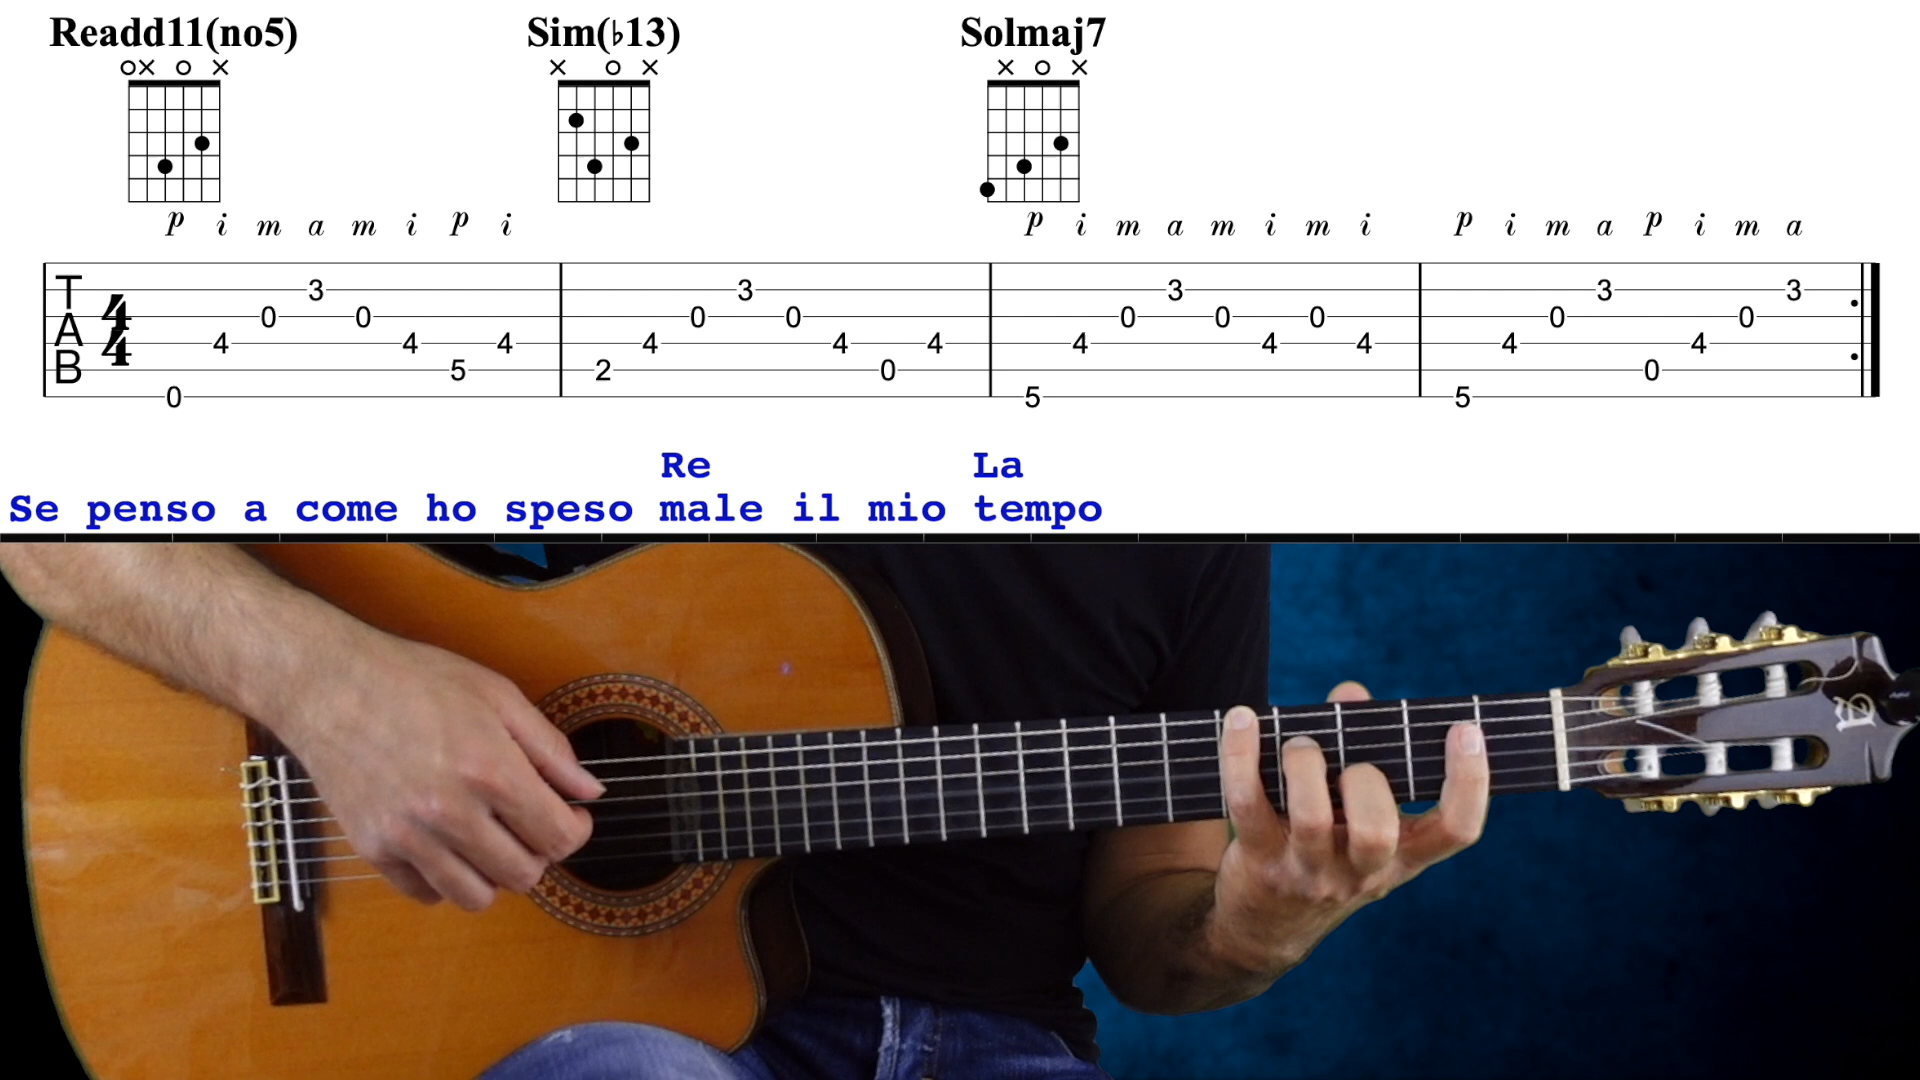 Readd11(no5) Sim(♭13) Solmaj7
o× o × × o × × o ×
p i m a m i p i p i m a m i m i p i m a p i m a
T A B 4/4
3 3 3 3 3
0 0 0 0 0 0 0 0 0
4 4 4 4 4 4 4 4 4 4 4
5 2 0 0
0 5 5
Re La
Se penso a come ho speso male il mio tempo